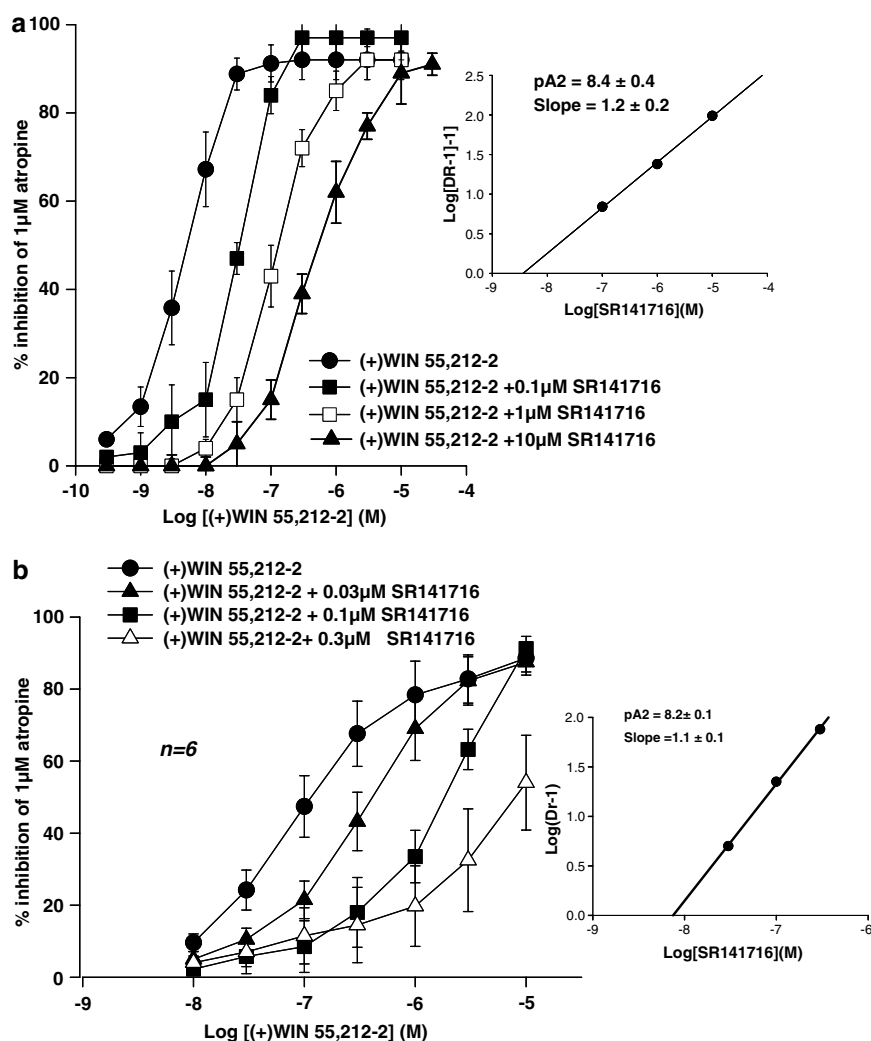 a
% inhibition of 1µM atropine
100
80
60
40
20
0
-10 -9 -8 -7 -6 -5 -4
Log [(+)WIN 55,212-2] (M)
(+)WIN 55,212-2
(+)WIN 55,212-2 +0.1µM SR141716
(+)WIN 55,212-2 +1µM SR141716
(+)WIN 55,212-2 +10µM SR141716
pA2 = 8.4 ± 0.4
Slope = 1.2 ± 0.2
Log[DR-1]-1]
2.5
2.0
1.5
1.0
0.5
0.0
-9 -8 -7 -6 -5 -4
Log[SR141716](M)
b
(+)WIN 55,212-2
(+)WIN 55,212-2 + 0.03µM SR141716
(+)WIN 55,212-2 + 0.1µM SR141716
(+)WIN 55,212-2+ 0.3µM SR141716
% inhibition of 1µM atropine
100
80
60
40
20
0
n=6
-9 -8 -7 -6 -5
Log [(+)WIN 55,212-2] (M)
pA2 = 8.2± 0.1
Slope =1.1 ± 0.1
Log(Dr-1)
2.0
1.5
1.0
0.5
0.0
-9 -8 -7 -6
Log[SR141716](M)